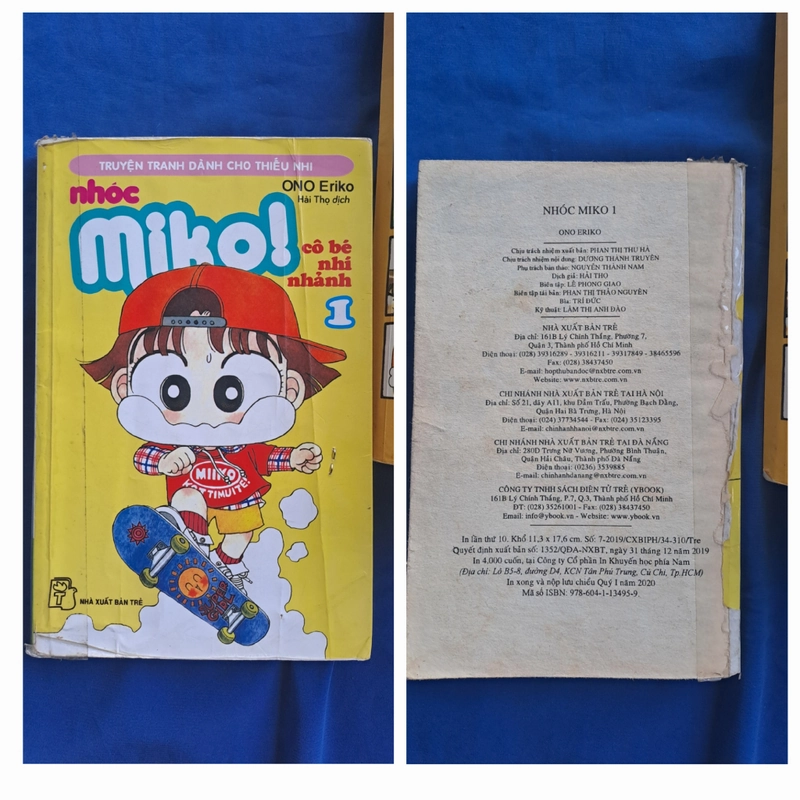 TRUYỆN TRANH DÀNH CHO THIẾU NHI
nhóc
ONO Eriko
Hài Thọ dịch
miko!
cô bé
nhí
nhảnh
1
MIIKO
NHÀ XUẤT BẢN TRẺ
NHÓC MIKO 1
ONO ERIKO
Chịu trách nhiệm xuất bản: PHAN THỊ THU HÀ
Chịu trách nhiệm nội dung: DƯƠNG THÀNH TRUYỀN
Phụ trách bản thảo: NGUYỄN THÀNH NAM
Dịch giả: HẢI THỌ
Biên tập: LÊ PHONG GIAO
Biên tập tái bản: PHAN THỊ THẢO NGUYÊN
Bìa: TRÍ ĐỨC
Kỹ thuật: LÂM THỊ ANH ĐÀO
NHÀ XUẤT BẢN TRẺ
Địa chỉ: 161B Lý Chính Thắng, Phường 7,
Quận 3, Thành phố Hồ Chí Minh
Điện thoại: (028) 39316289 - 39316211 - 39317849 - 38465596
Fax: (028) 38437450
E-mail: hopthubandoc@nxbtre.com.vn
Website: www.nxbtre.com.vn
CHI NHÁNH NHÀ XUẤT BẢN TRẺ TẠI HÀ NỘI
Địa chỉ: Số 21, dãy A11, khu Đầm Trấu, Phường Bạch Đằng,
Quận Hai Bà Trưng, Hà Nội
Điện thoại: (024) 37734544 - Fax: (024) 35123395
E-mail: chinhanhhanoi@nxbtre.com.vn
CHI NHÁNH NHÀ XUẤT BẢN TRẺ TẠI ĐÀ NẴNG
Địa chỉ: 280D Trưng Nữ Vương, Phường Bình Thuận,
Quận Hải Châu, Thành phố Đà Nẵng
Điện thoại: (0236) 3539885
E-mail: chinhanhdanang@nxbtre.com.vn
CÔNG TY TNHH SÁCH ĐIỆN TỬ TRẺ (YBOOK)
161B Lý Chính Thắng, P.7, Q.3, Thành phố Hồ Chí Minh
ĐT: (028) 35261001 - Fax: (028) 38437450
Email: info@ybook.vn - Website: www.ybook.vn
In lần thứ 10. Khổ 11,3 x 17,6 cm. Số: 7-2019/CXBIPH/34-310/Tre
Quyết định xuất bản số: 1352/QĐA-NXBT, ngày 31 tháng 12 năm 2019
In 4.000 cuốn, tại Công ty Cổ phần In Khuyến học phía Nam
(Địa chỉ: Lô B5-8, đường D4, KCN Tân Phú Trung, Củ Chi, Tp.HCM)
In xong và nộp lưu chiểu Quý I năm 2020
Mã số ISBN: 978-604-1-13495-9